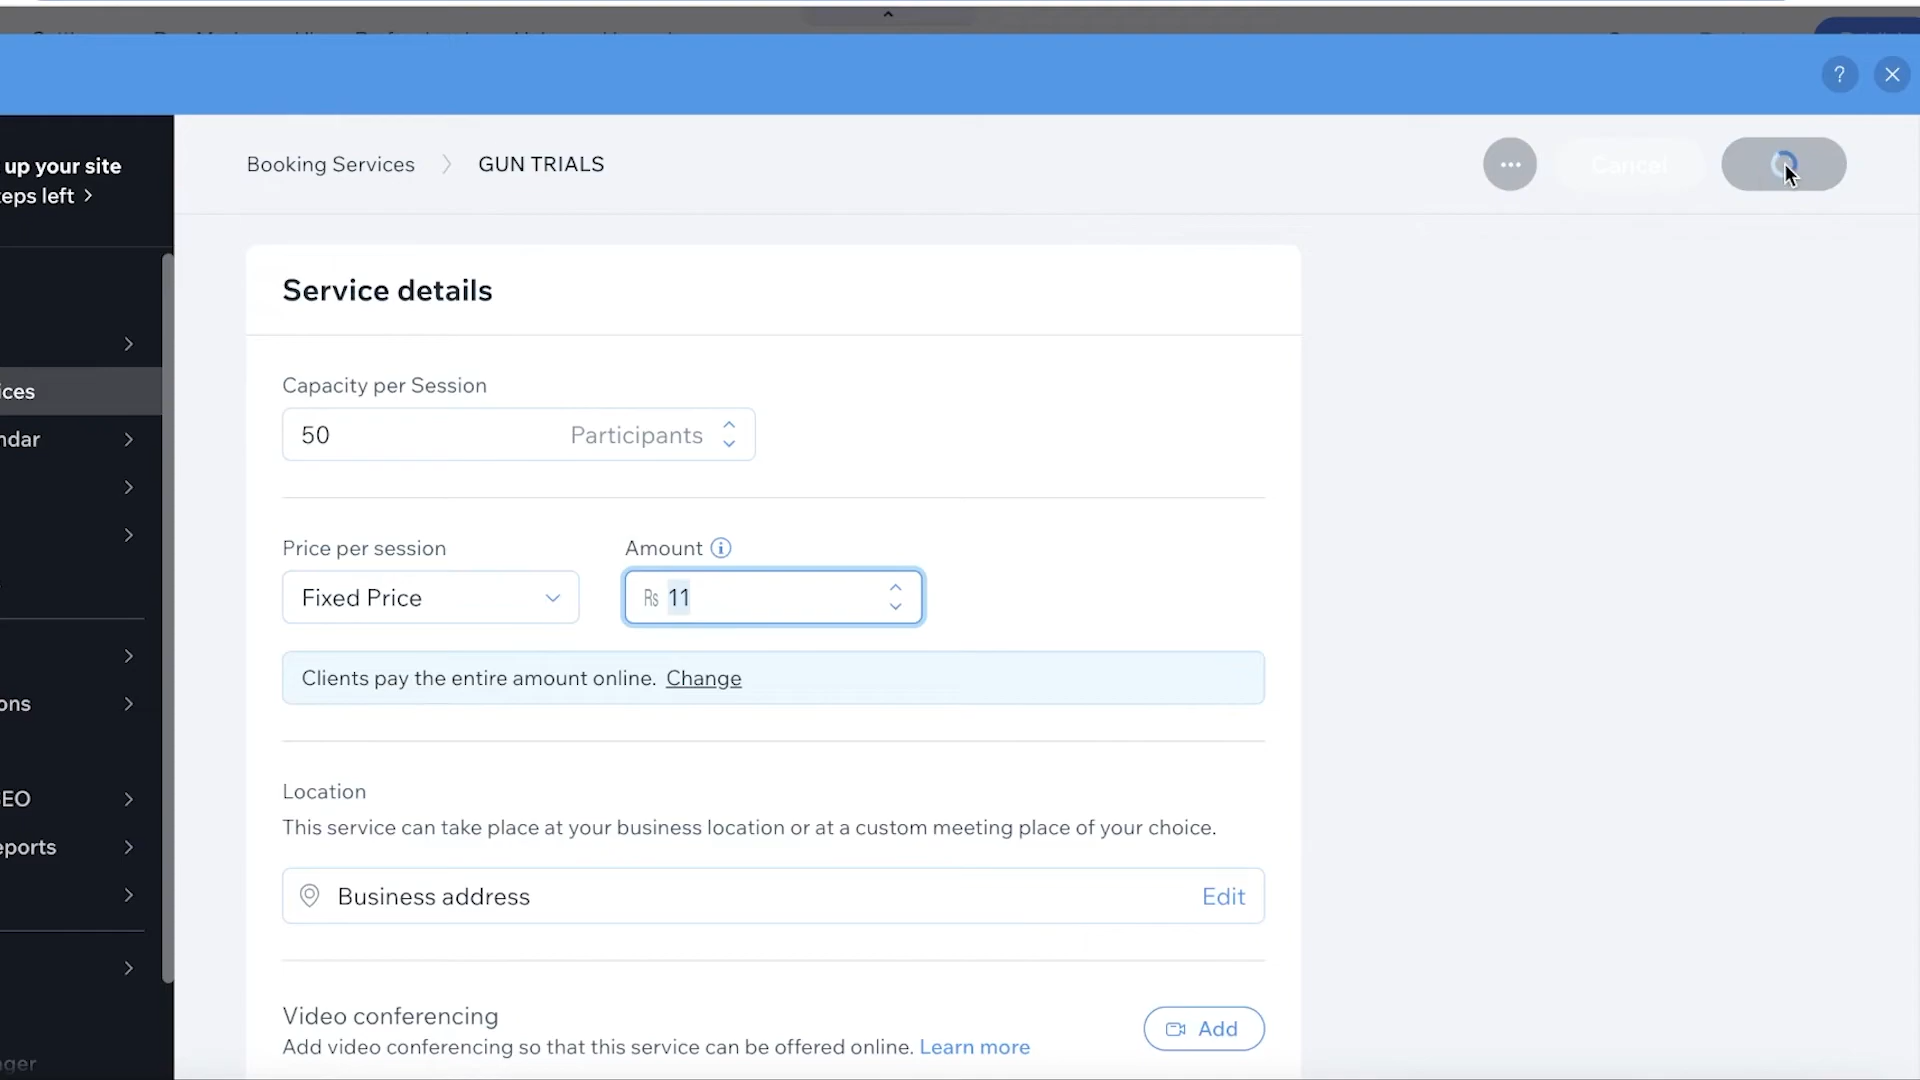 ?
up your site
eps left
Booking Services
GUN TRIALS
Cancel
Service details
ices
Capacity per Session
ndar
50
Participants
Price per session
Amount
Fixed Price
Rs 11
Clients pay the entire amount online. Change
ons
Location
EO
This service can take place at your business location or at a custom meeting place of your choice.
eports
Business address
Edit
Video conferencing
Add
Add video conferencing so that this service can be offered online. Learn more
ger